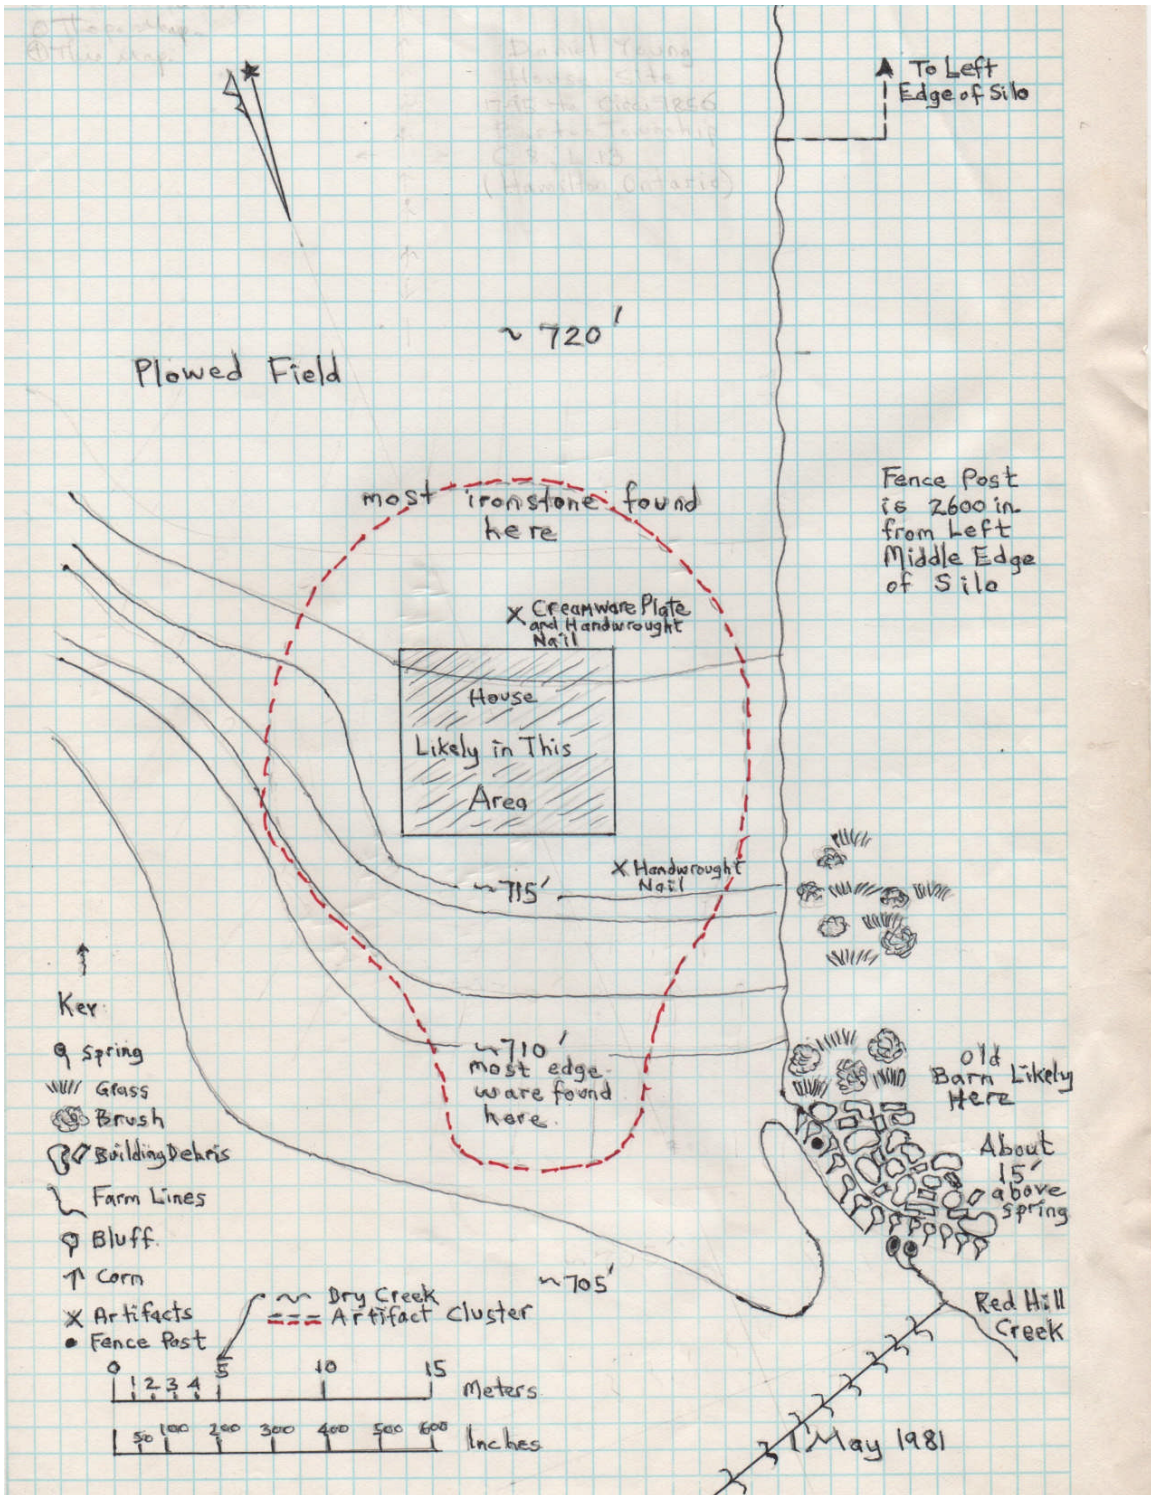 To Left
Edge of Silo
~ 720'
Plowed Field
Fence Post
is 2600 in.
from Left
Middle Edge
of Silo
most ironstone found
here
X Creamware Plate
and Handwrought
Nail
House
Likely in This
Area
X Handwrought
Nail
~715'
~710'
most edge
ware found
here.
Old
Barn Likely
Here
About
15'
above
spring
Key
Spring
Grass
Brush
Building Debris
Farm Lines
Bluff
Corn
X Artifacts
Fence Post
Dry Creek
Artifact Cluster
~705'
Red Hill
Creek
0 1 2 3 4 5 10 15
Meters
50 100 200 300 400 500 600
Inches
1 May 1981